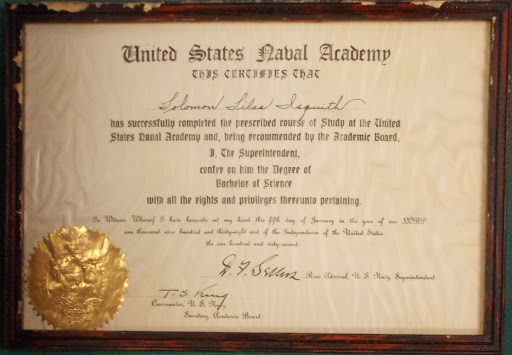 United States Naval Academy
THIS CERTIFIES THAT
Solomon Silas Isquith
has successfully completed the prescribed course of Study at the United
States Naval Academy and, being recommended by the Academic Board,
I, The Superintendent,
confer on him the Degree of
Bachelor of Science
with all the rights and privileges thereunto pertaining.
In Witness Whereof I have hereunto set my hand this fifth day of January in the year of our LORD
one thousand nine hundred and thirty-eight and of the Independence of the United States
the one hundred and sixty-second.
D. F. Sellers Rear Admiral, U. S. Navy, Superintendent
T. S. King
Commander, U. S. Navy
Secretary, Academic Board